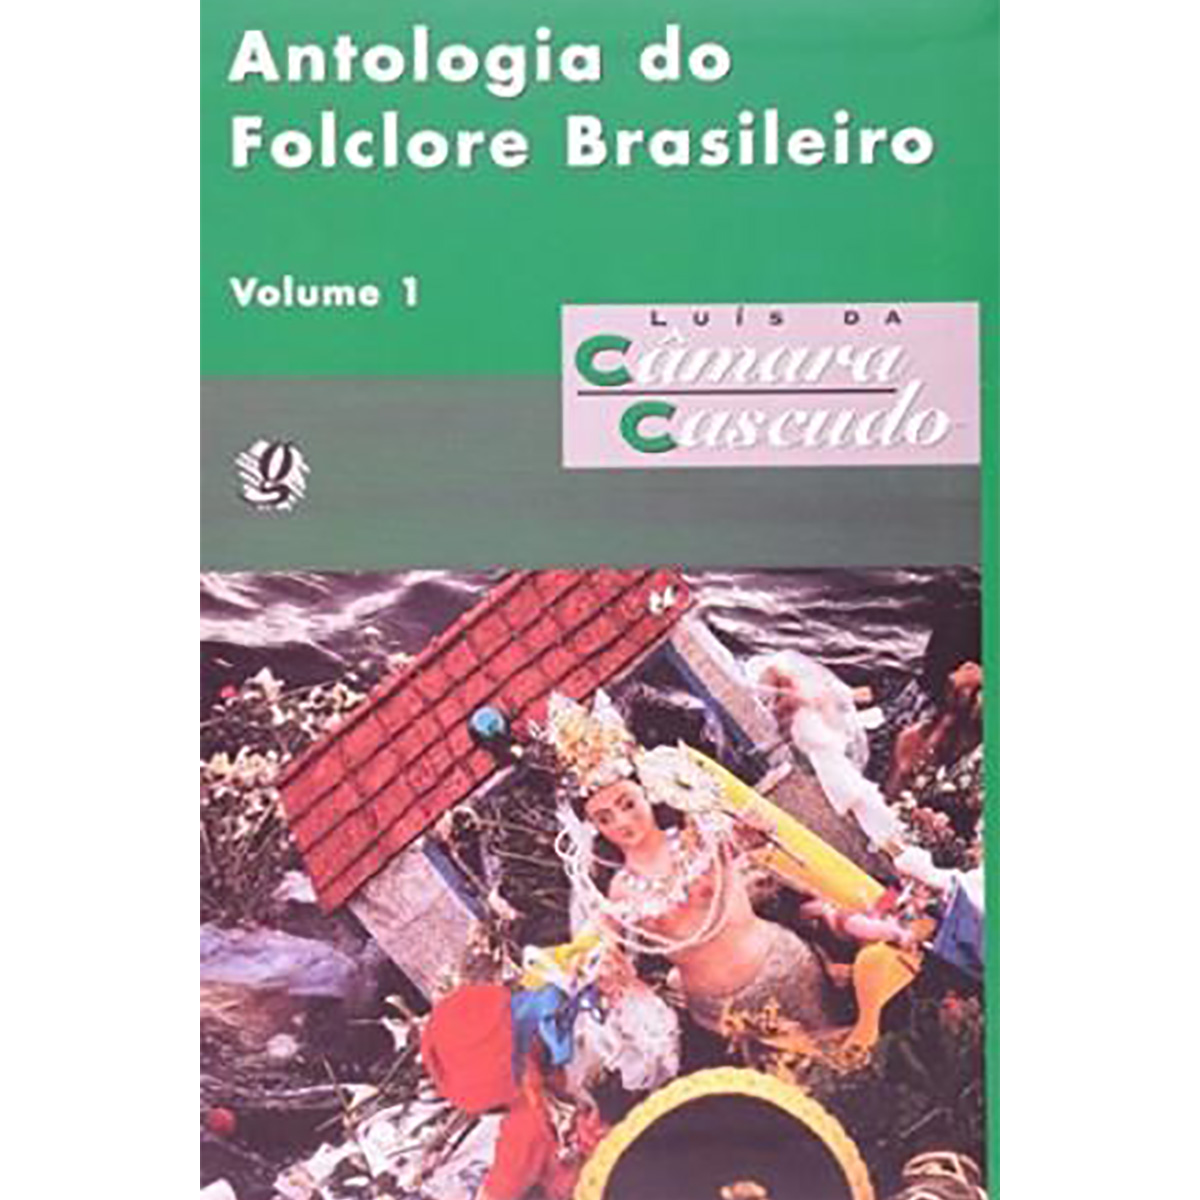 Antologia do
Folclore Brasileiro
Volume 1
LUÍS DA
Câmara
Cascudo
g